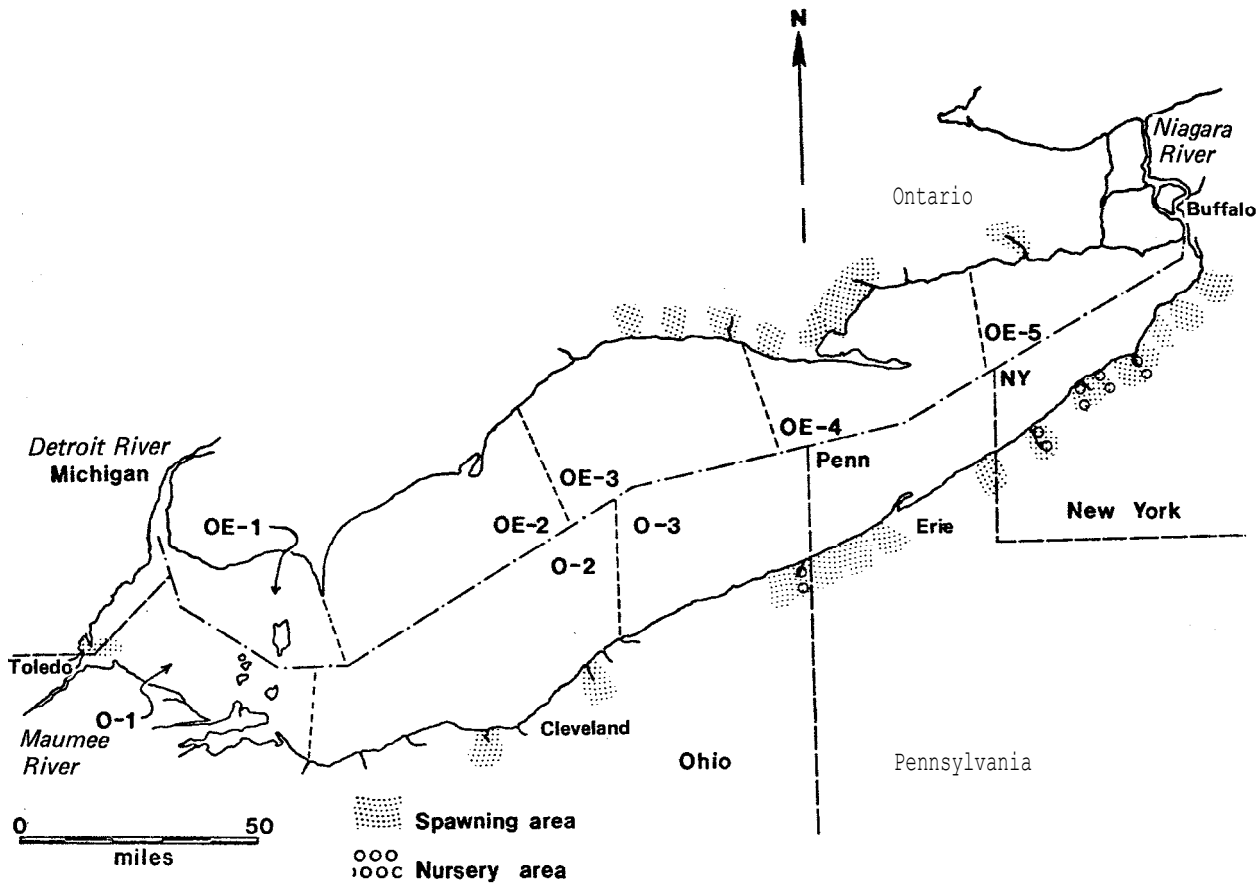 N
Niagara
River
Ontario
Buffalo
OE-5
NY
Detroit River
Michigan
OE-4
Penn
OE-3
OE-1
OE-2
O-3
New York
Erie
O-2
Toledo
O-1
Cleveland
Maumee
River
Ohio
Pennsylvania
0 50
miles
Spawning area
Nursery area